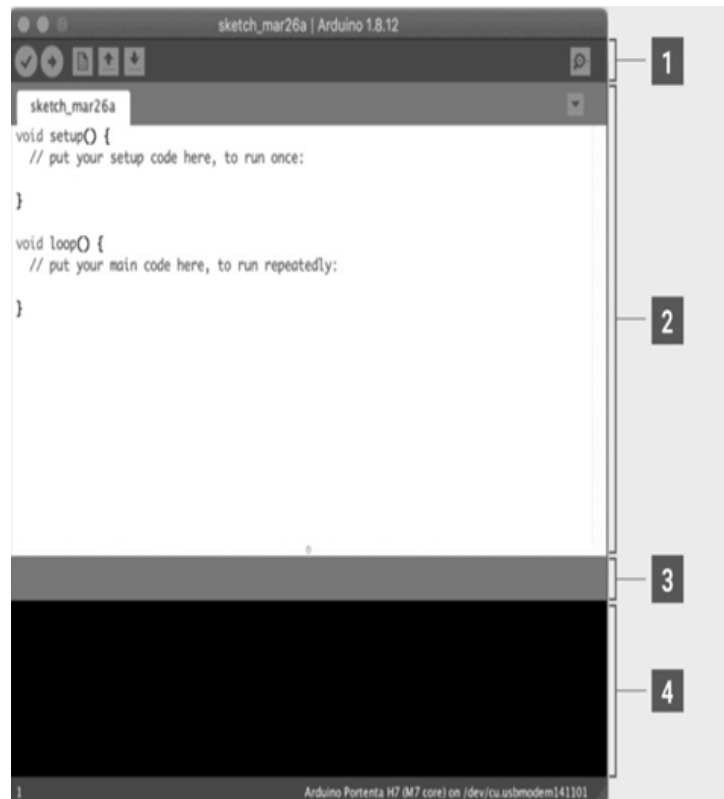 sketch_mar26a | Arduino 1.8.12
1
sketch_mar26a
void setup() {
// put your setup code here, to run once:
}
void loop() {
// put your main code here, to run repeatedly:
}
2
3
4
1
Arduino Portenta H7 (M7 core) on /dev/cu.usbmodem141101